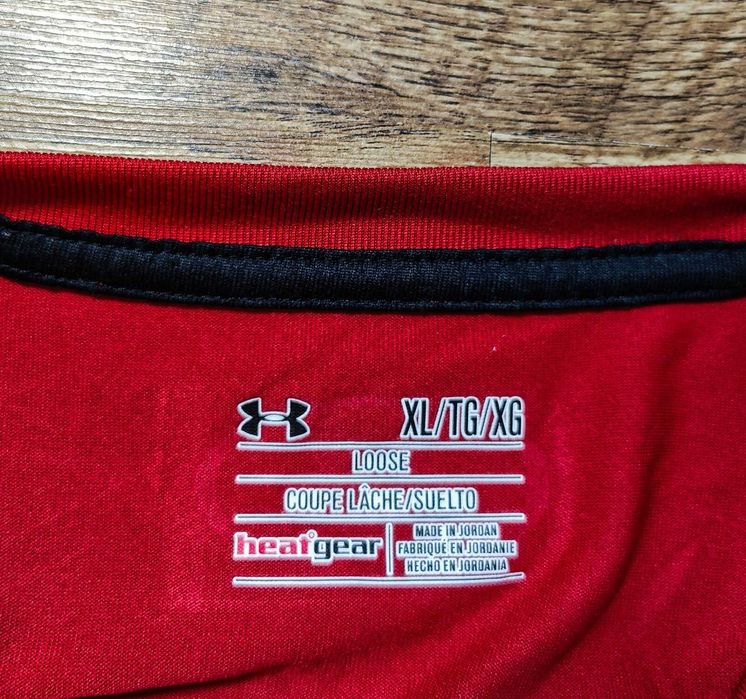 XL/TG/XG
LOOSE
COUPE LÂCHE/SUELTO
heatgear
MADE IN JORDAN
FABRIQUÉ EN JORDANIE
HECHO EN JORDANIA